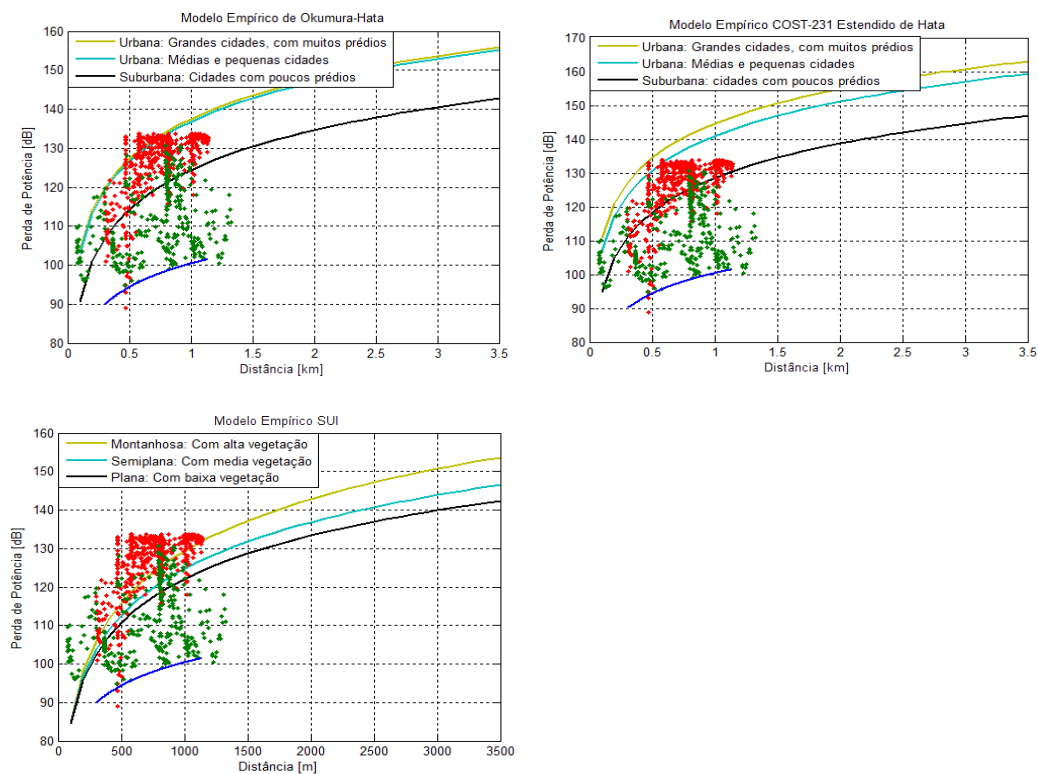 Modelo Empírico de Okumura-Hata
160
150
140
130
120
110
100
90
80
Perda de Potência [dB]
Urbana: Grandes cidades, com muitos prédios
Urbana: Médias e pequenas cidades
Suburbana: Cidades com poucos prédios
0 0.5 1 1.5 2 2.5 3 3.5
Distância [km]
Modelo Empírico COST-231 Estendido de Hata
170
160
150
140
130
120
110
100
90
80
Perda de Potência [dB]
Urbana: Grandes cidades, com muitos prédios
Urbana: Médias e pequenas cidades
Suburbana: cidades com poucos prédios
0 0.5 1 1.5 2 2.5 3 3.5
Distância [km]
Modelo Empírico SUI
160
150
140
130
120
110
100
90
80
Perda de Potência [dB]
Montanhosa: Com alta vegetação
Semiplana: Com media vegetação
Plana: Com baixa vegetação
0 500 1000 1500 2000 2500 3000 3500
Distância [m]